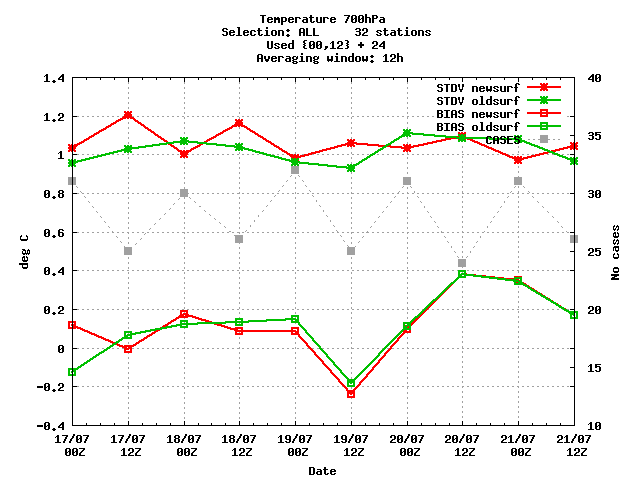 Temperature 700hPa
Selection: ALL 32 stations
Used {00,12} + 24
Averaging window: 12h
STDV newsurf
STDV oldsurf
BIAS newsurf
BIAS oldsurf
CASES
deg C
1.4
1.2
1
0.8
0.6
0.4
0.2
0
-0.2
-0.4
No cases
40
35
30
25
20
15
10
17/07 17/07 18/07 18/07 19/07 19/07 20/07 20/07 21/07 21/07
00Z 12Z 00Z 12Z 00Z 12Z 00Z 12Z 00Z 12Z
Date